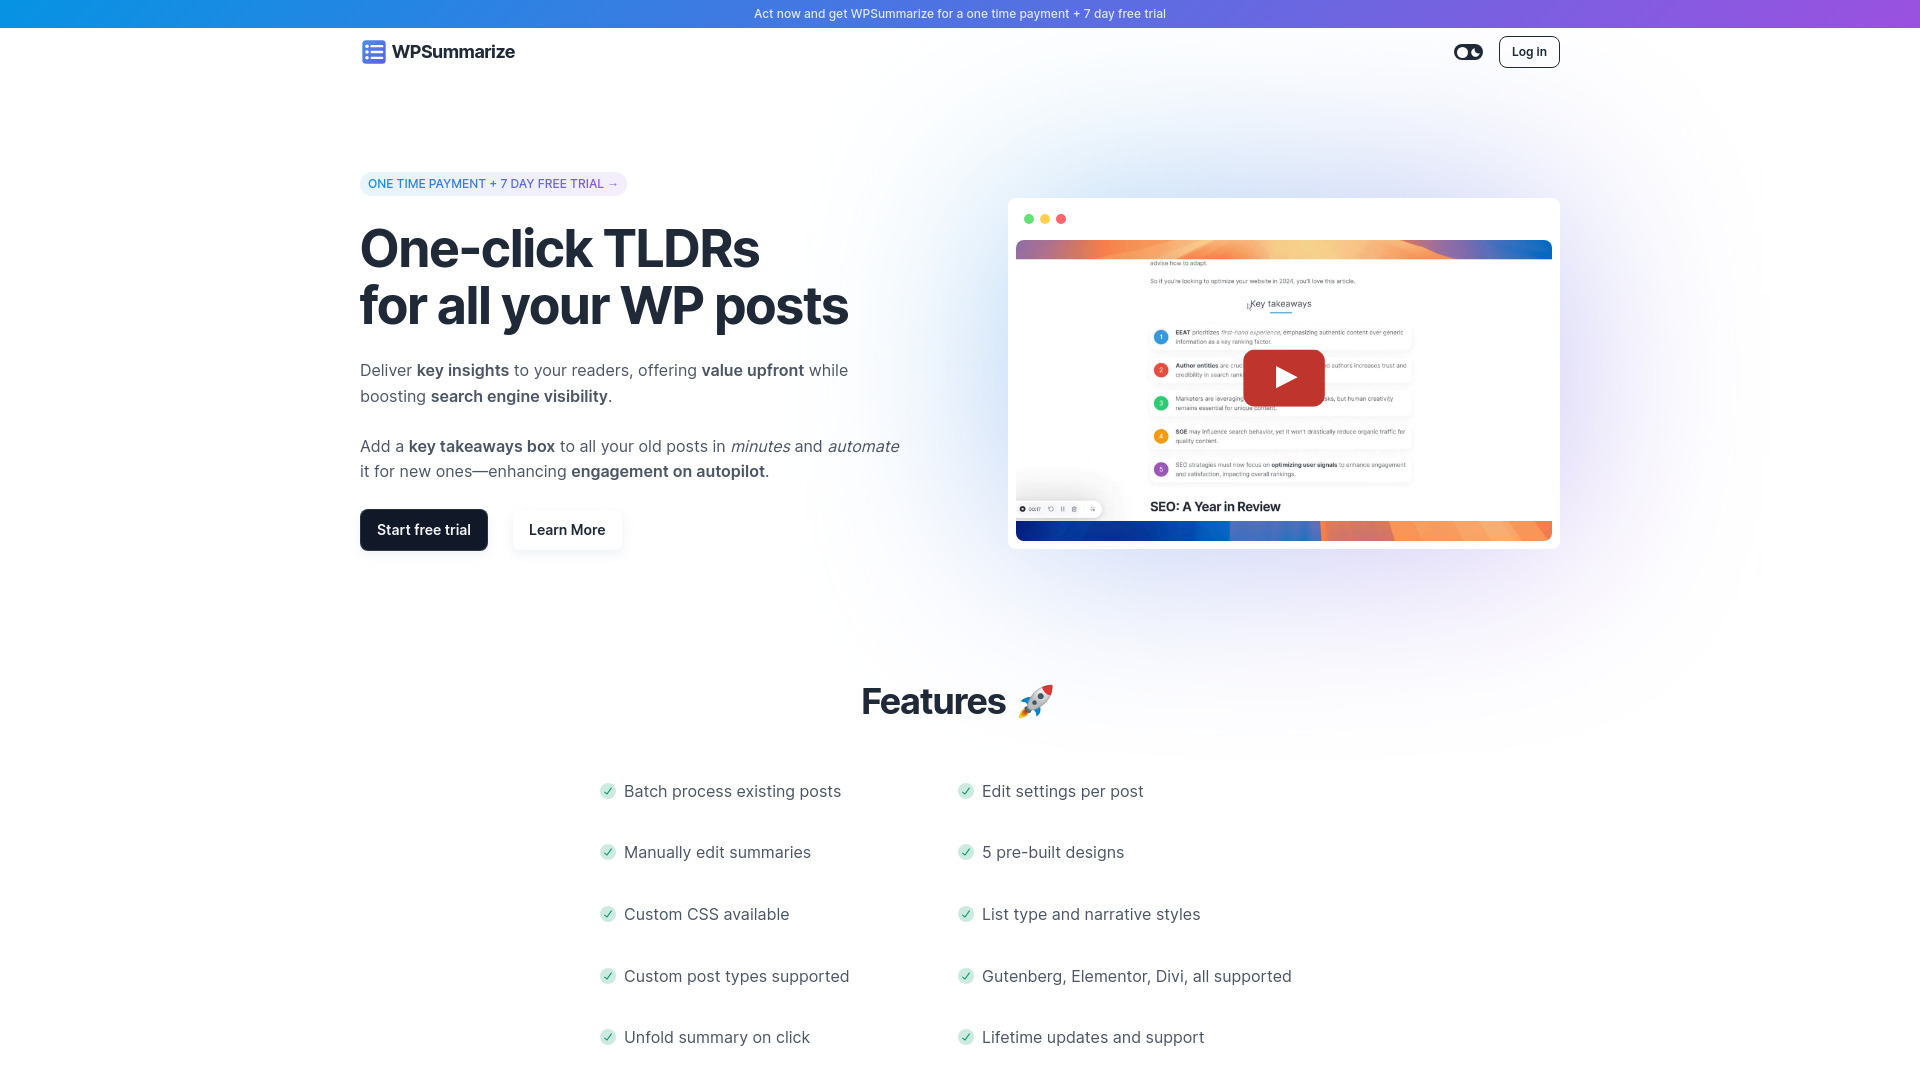 Act now and get WPSummarize for a one time payment + 7 day free trial
WPSummarize
Log in
ONE TIME PAYMENT + 7 DAY FREE TRIAL →
One-click TLDRs
for all your WP posts
Deliver key insights to your readers, offering value upfront while
boosting search engine visibility.
Add a key takeaways box to all your old posts in minutes and automate
it for new ones—enhancing engagement on autopilot.
Start free trial
Learn More
advise how to adapt.
So if you're looking to optimize your website in 2024, you'll love this article.
Key takeaways
1
EEAT prioritizes first-hand experience, emphasizing authentic content over generic
information as a key ranking factor.
2
Author entities are authors increases trust and
credibility in search
3
Marketers are leveraging but human creativity
remains essential for unique content.
4
SGE may influence search behavior, yet it won't drastically reduce organic traffic for
quality content.
5
SEO strategies must now focus on optimizing user signals to enhance engagement
and satisfaction, impacting overall rankings.
SEO: A Year in Review
Features 🚀
Batch process existing posts
Edit settings per post
Manually edit summaries
5 pre-built designs
Custom CSS available
List type and narrative styles
Custom post types supported
Gutenberg, Elementor, Divi, all supported
Unfold summary on click
Lifetime updates and support